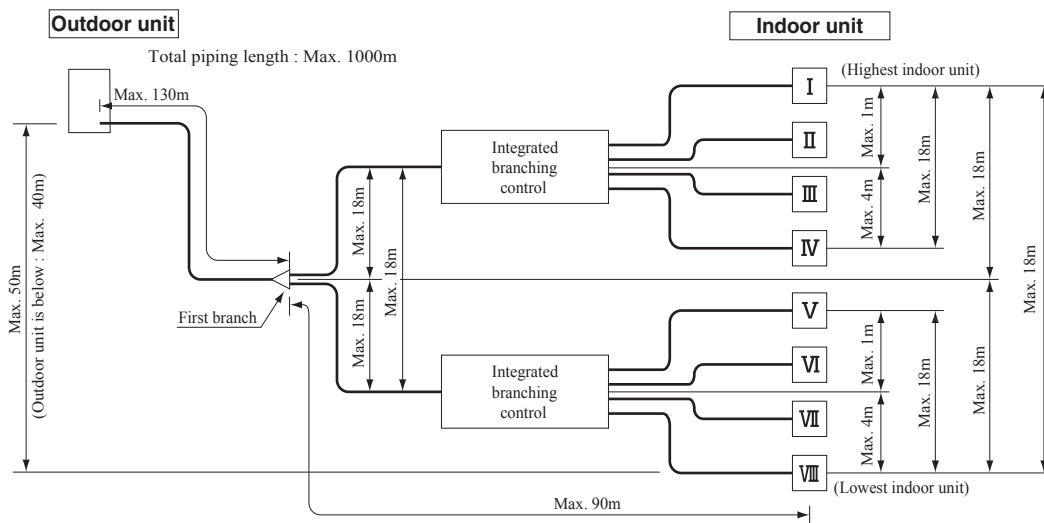 Outdoor unit
Indoor unit
Total piping length : Max. 1000m
Max. 130m
(Highest indoor unit)
I
II
III
IV
V
VI
VII
VIII
(Lowest indoor unit)
Integrated
branching
control
Integrated
branching
control
First branch
Max. 50m
(Outdoor unit is below : Max. 40m)
Max. 18m
Max. 18m
Max. 18m
Max. 1m
Max. 4m
Max. 18m
Max. 18m
Max. 18m
Max. 1m
Max. 4m
Max. 18m
Max. 18m
Max. 90m